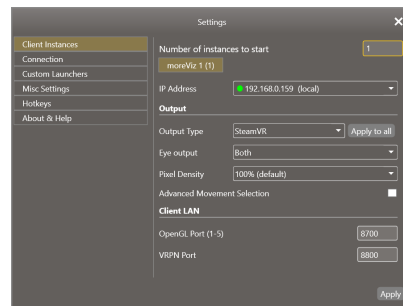 Settings
Client Instances
Connection
Custom Launchers
Misc Settings
Hotkeys
About & Help
Number of instances to start 1
moreViz 1 (1)
IP Address 192.168.0.159 (local)
Output
Output Type SteamVR Apply to all
Eye output Both
Pixel Density 100% (default)
Advanced Movement Selection
Client LAN
OpenGL Port (1-5) 8700
VRPN Port 8800
Apply